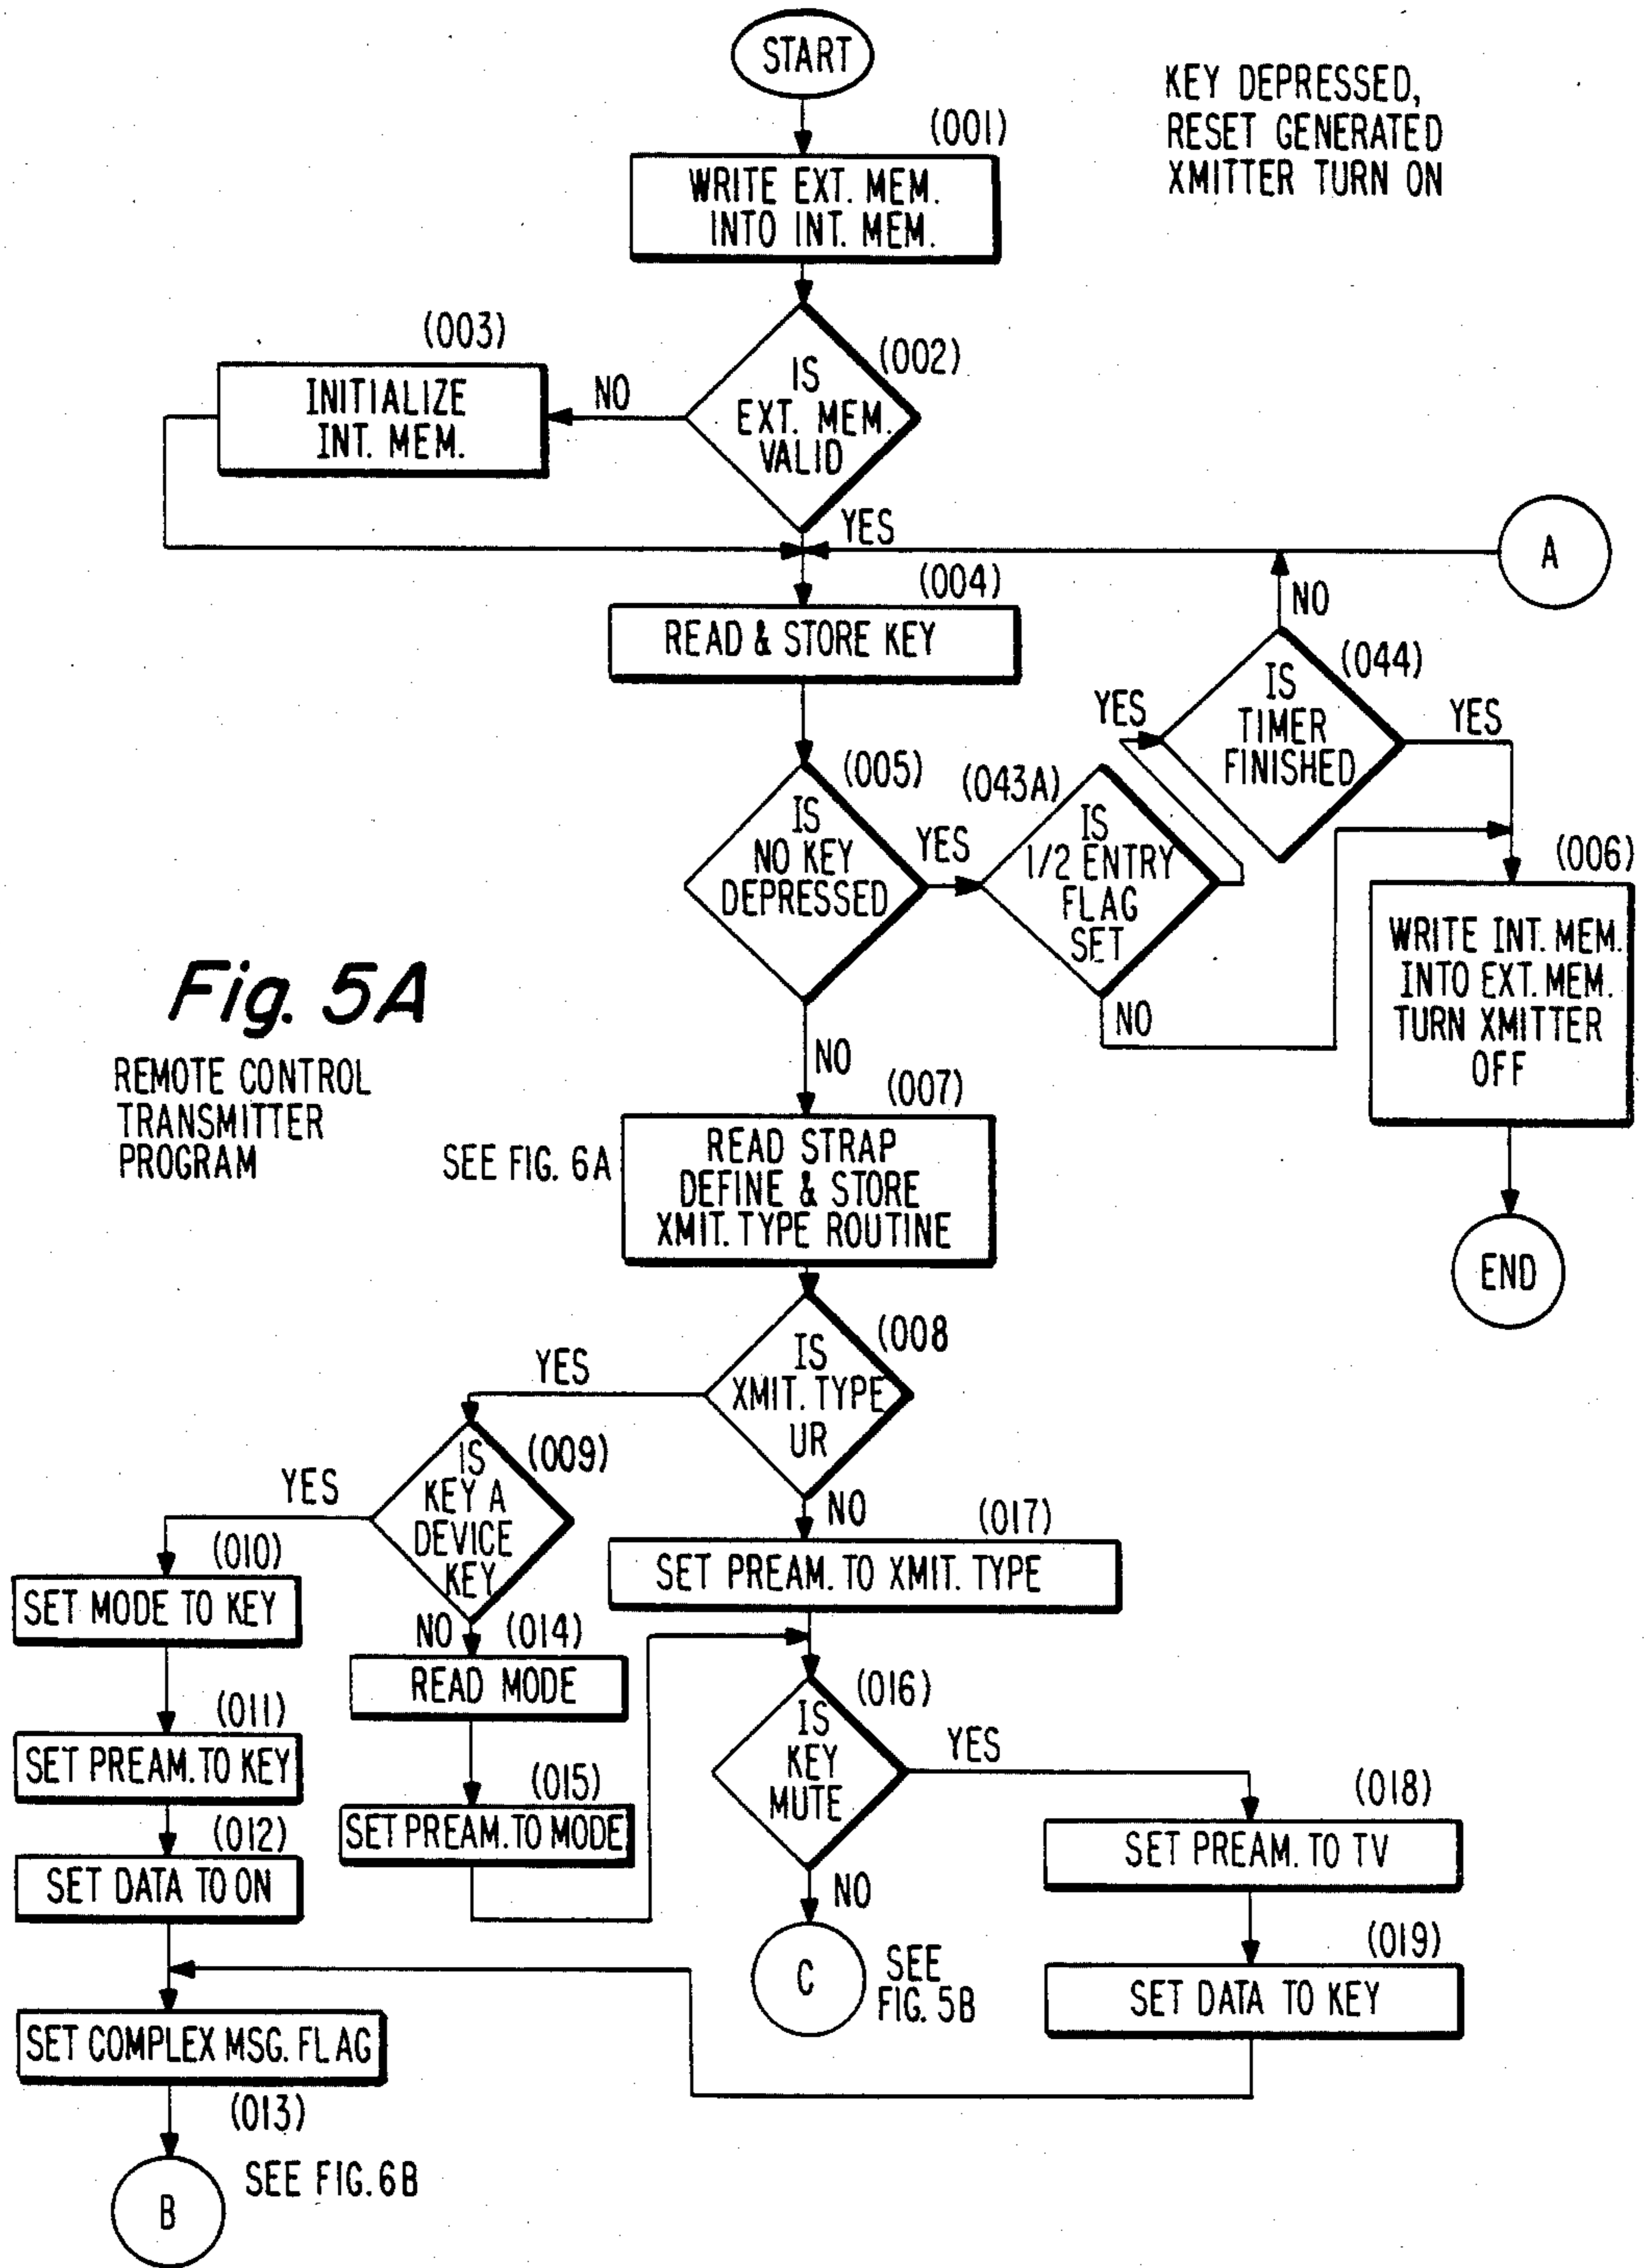 START
KEY DEPRESSED,
RESET GENERATED
XMITTER TURN ON
(001)
WRITE EXT. MEM.
INTO INT. MEM.
(002)
IS
EXT. MEM.
VALID
NO
(003)
INITIALIZE
INT. MEM.
YES
A
(004)
READ & STORE KEY
NO
(044)
IS
TIMER
FINISHED
YES
YES
(005)
IS
NO KEY
DEPRESSED
YES
(043A)
IS
1/2 ENTRY
FLAG
SET
NO
(006)
WRITE INT. MEM.
INTO EXT. MEM.
TURN XMITTER
OFF
END
Fig. 5A
REMOTE CONTROL
TRANSMITTER
PROGRAM
NO
(007)
SEE FIG. 6A
READ STRAP
DEFINE & STORE
XMIT. TYPE ROUTINE
(008
IS
XMIT. TYPE
UR
YES
NO
(009)
IS
KEY A
DEVICE
KEY
YES
NO
(010)
SET MODE TO KEY
(011)
SET PREAM. TO KEY
(012)
SET DATA TO ON
(014)
READ MODE
(015)
SET PREAM. TO MODE
(017)
SET PREAM. TO XMIT. TYPE
(016)
IS
KEY
MUTE
YES
NO
C
SEE
FIG. 5B
(018)
SET PREAM. TO TV
(019)
SET DATA TO KEY
SET COMPLEX MSG. FLAG
(013)
SEE FIG. 6B
B